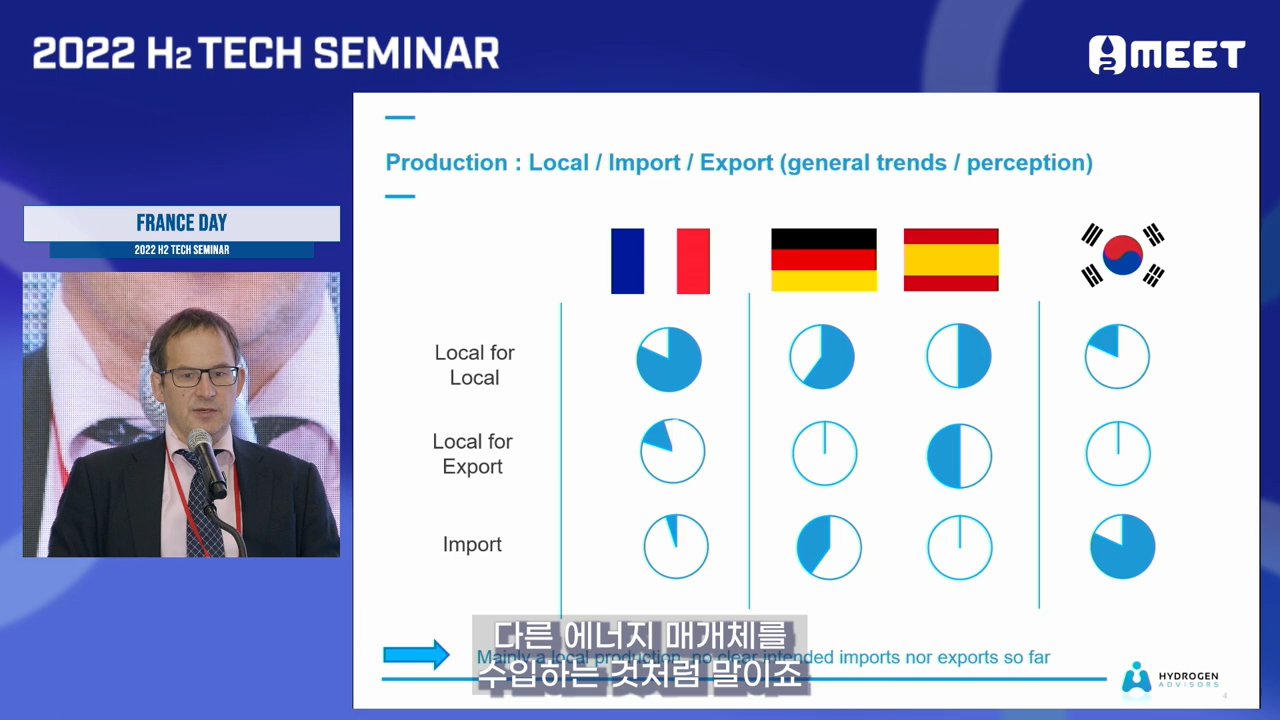 2022 H2 TECH SEMINAR
H2 MEET
FRANCE DAY
2022 H2 TECH SEMINAR
Production : Local / Import / Export (general trends / perception)
Local for
Local
Local for
Export
Import
Mainly a local production, no clear intended imports nor exports so far
다른 에너지 매개체를
수입하는 것처럼 말이죠
HYDROGEN
ADVISORS
4